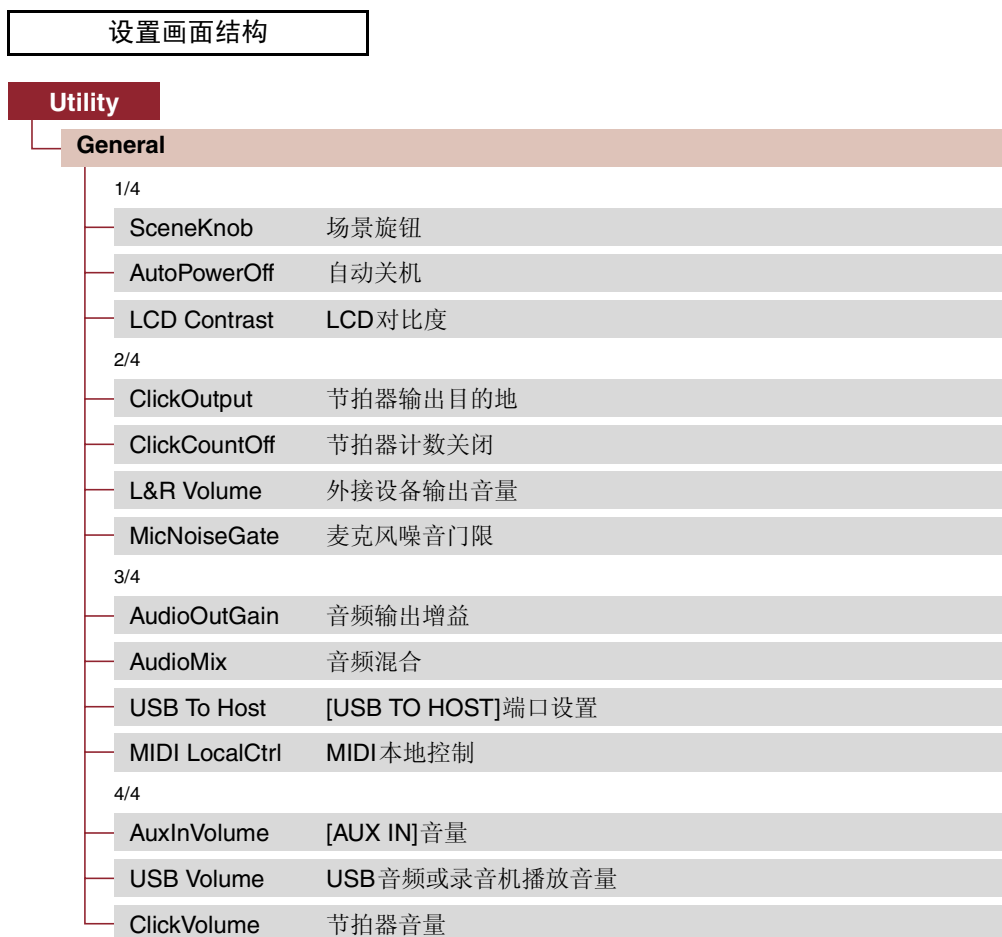 设置画面结构
Utility
General
1/4
SceneKnob 场景旋钮
AutoPowerOff 自动关机
LCD Contrast LCD对比度
2/4
ClickOutput 节拍器输出目的地
ClickCountOff 节拍器计数关闭
L&R Volume 外接设备输出音量
MicNoiseGate 麦克风噪音门限
3/4
AudioOutGain 音频输出增益
AudioMix 音频混合
USB To Host [USB TO HOST]端口设置
MIDI LocalCtrl MIDI本地控制
4/4
AuxInVolume [AUX IN]音量
USB Volume USB音频或录音机播放音量
ClickVolume 节拍器音量